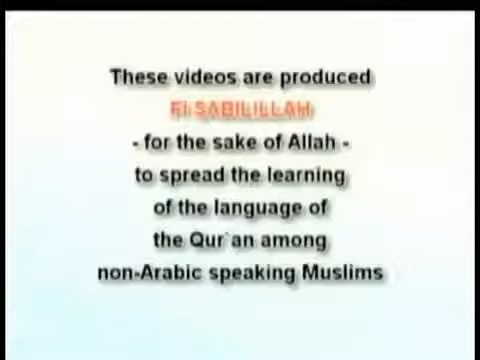 These videos are produced
FI SABILILLAH
- for the sake of Allah -
to spread the learning
of the language of
the Qur`an among
non-Arabic speaking Muslims